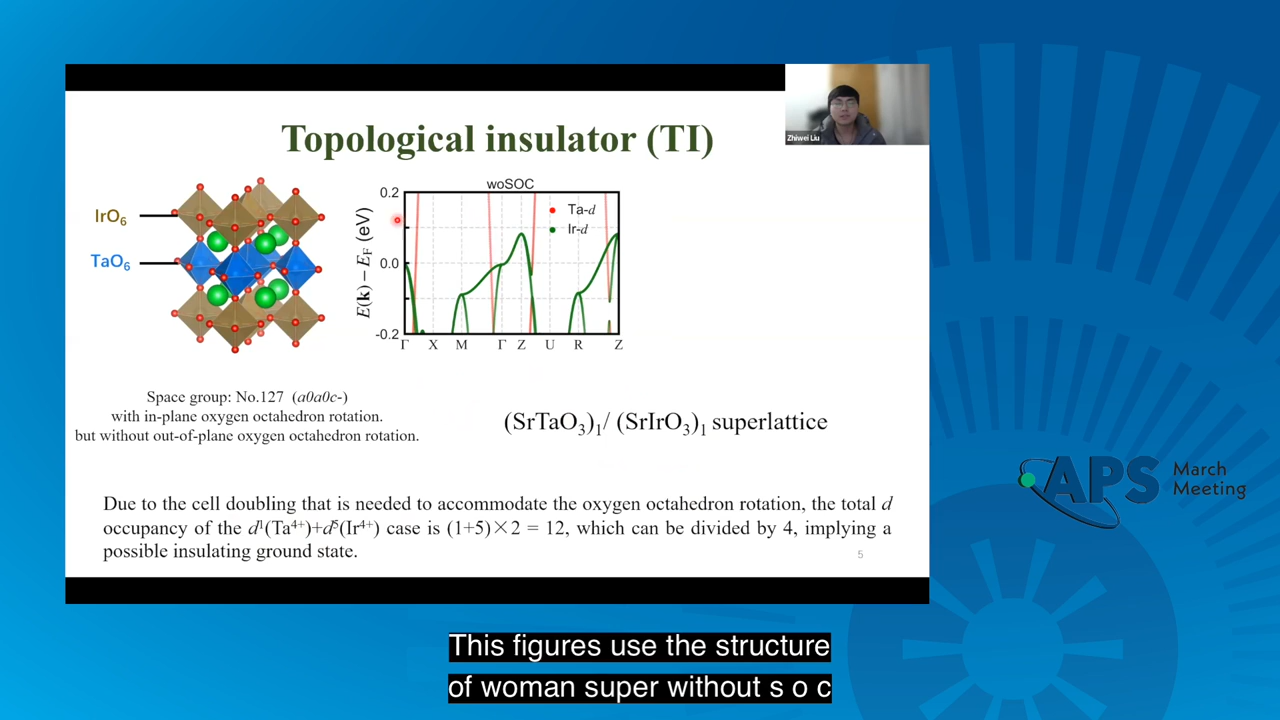 Topological insulator (TI)
Zhiwei Liu
IrO₆
TaO₆
woSOC
E(k) − E_F (eV)
0.2
0.0
-0.2
Ta-d
Ir-d
Γ X M Γ Z U R Z
Space group: No.127 (a0a0c-)
with in-plane oxygen octahedron rotation.
but without out-of-plane oxygen octahedron rotation.
(SrTaO₃)₁/ (SrIrO₃)₁ superlattice
Due to the cell doubling that is needed to accommodate the oxygen octahedron rotation, the total d
occupancy of the d¹(Ta⁴⁺)+d⁵(Ir⁴⁺) case is (1+5)×2 = 12, which can be divided by 4, implying a
possible insulating ground state.
5
APS March
Meeting
This figures use the structure
of woman super without s o c